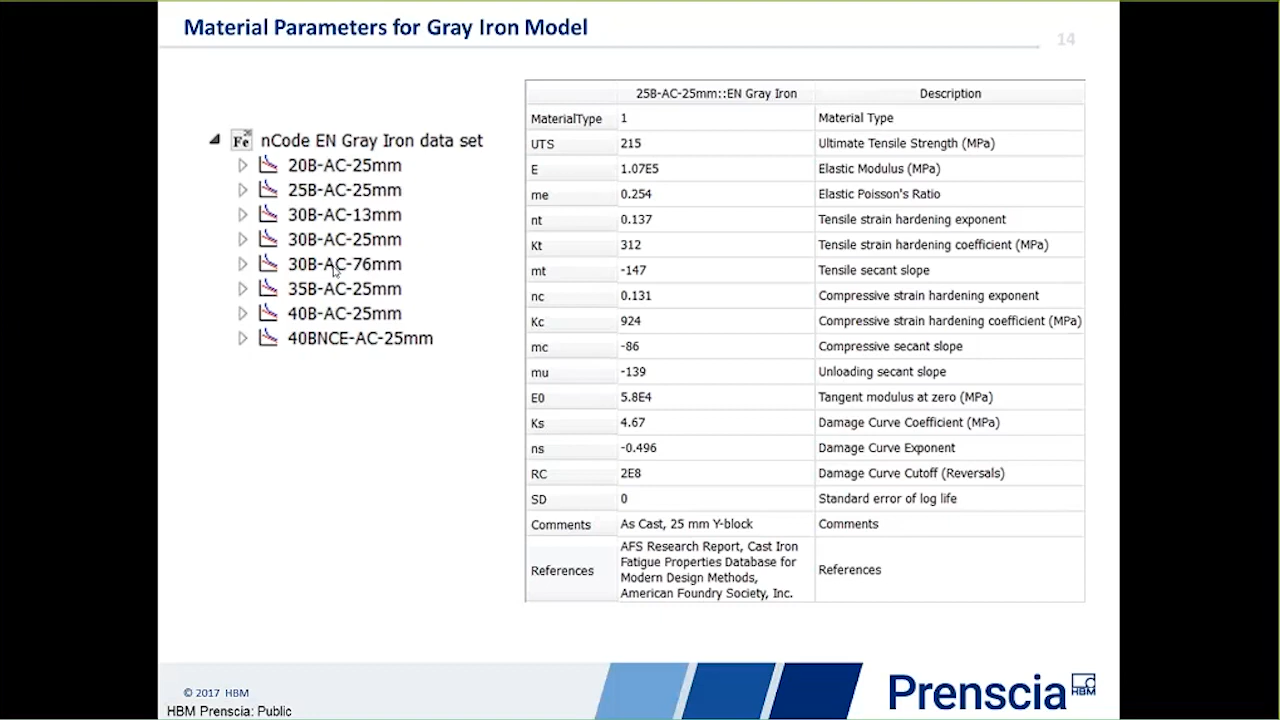 Material Parameters for Gray Iron Model
14
Fe 26
nCode EN Gray Iron data set
20B-AC-25mm
25B-AC-25mm
30B-AC-13mm
30B-AC-25mm
30B-AC-76mm
35B-AC-25mm
40B-AC-25mm
40BNCE-AC-25mm
25B-AC-25mm::EN Gray Iron Description
MaterialType 1 Material Type
UTS 215 Ultimate Tensile Strength (MPa)
E 1.07E5 Elastic Modulus (MPa)
me 0.254 Elastic Poisson's Ratio
nt 0.137 Tensile strain hardening exponent
Kt 312 Tensile strain hardening coefficient (MPa)
mt -147 Tensile secant slope
nc 0.131 Compressive strain hardening exponent
Kc 924 Compressive strain hardening coefficient (MPa)
mc -86 Compressive secant slope
mu -139 Unloading secant slope
E0 5.8E4 Tangent modulus at zero (MPa)
Ks 4.67 Damage Curve Coefficient (MPa)
ns -0.496 Damage Curve Exponent
RC 2E8 Damage Curve Cutoff (Reversals)
SD 0 Standard error of log life
Comments As Cast, 25 mm Y-block Comments
References AFS Research Report, Cast Iron
Fatigue Properties Database for
Modern Design Methods,
American Foundry Society, Inc. References
© 2017 HBM
HBM Prenscia: Public
Prenscia HBM